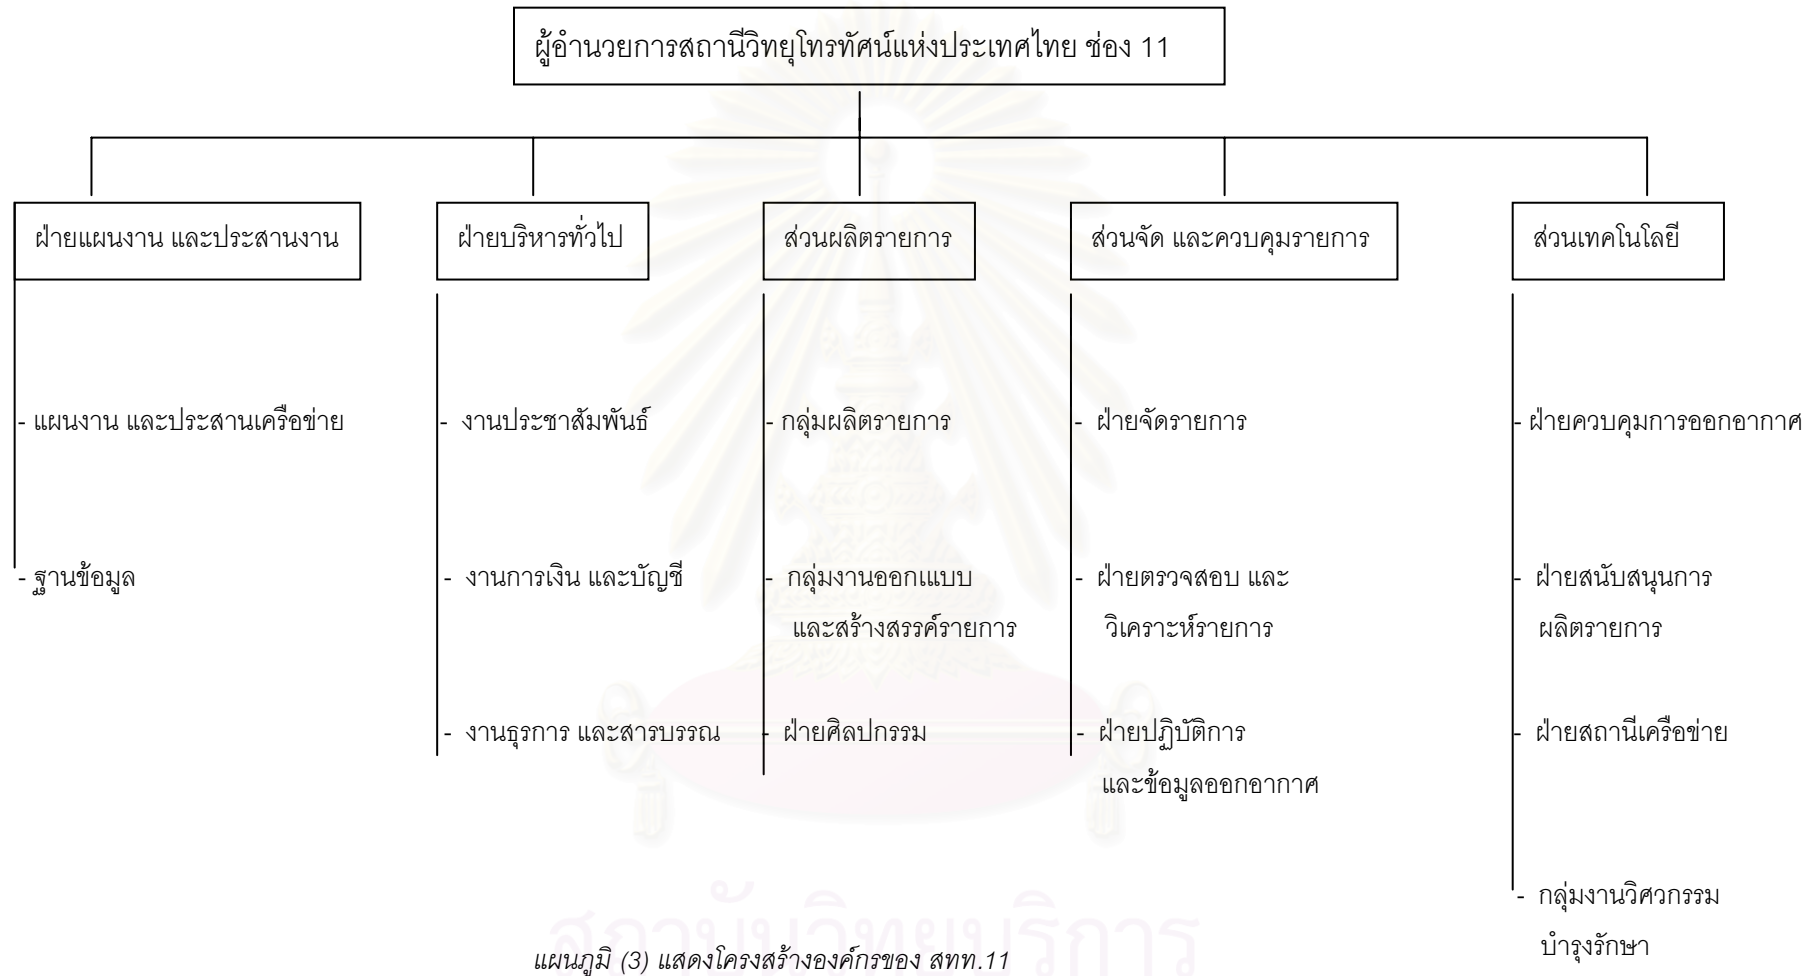 ผู้อำนวยการสถานีวิทยุโทรทัศน์แห่งประเทศไทย ช่อง 11
ฝ่ายแผนงาน และประสานงาน
- แผนงาน และประสานเครือข่าย
- ฐานข้อมูล
ฝ่ายบริหารทั่วไป
- งานประชาสัมพันธ์
- งานการเงิน และบัญชี
- งานธุรการ และสารบรรณ
ส่วนผลิตรายการ
- กลุ่มผลิตรายการ
- กลุ่มงานออกแบบ
และสร้างสรรค์รายการ
- ฝ่ายศิลปกรรม
ส่วนจัด และควบคุมรายการ
- ฝ่ายจัดรายการ
- ฝ่ายตรวจสอบ และ
วิเคราะห์รายการ
- ฝ่ายปฏิบัติการ
และข้อมูลออกอากาศ
ส่วนเทคโนโลยี
- ฝ่ายควบคุมการออกอากาศ
- ฝ่ายสนับสนุนการ
ผลิตรายการ
- ฝ่ายสถานีเครือข่าย
- กลุ่มงานวิศวกรรม
บำรุงรักษา
สถาบันวิทยบริการ
แผนภูมิ (3) แสดงโครงสร้างองค์กรของ สทท.11